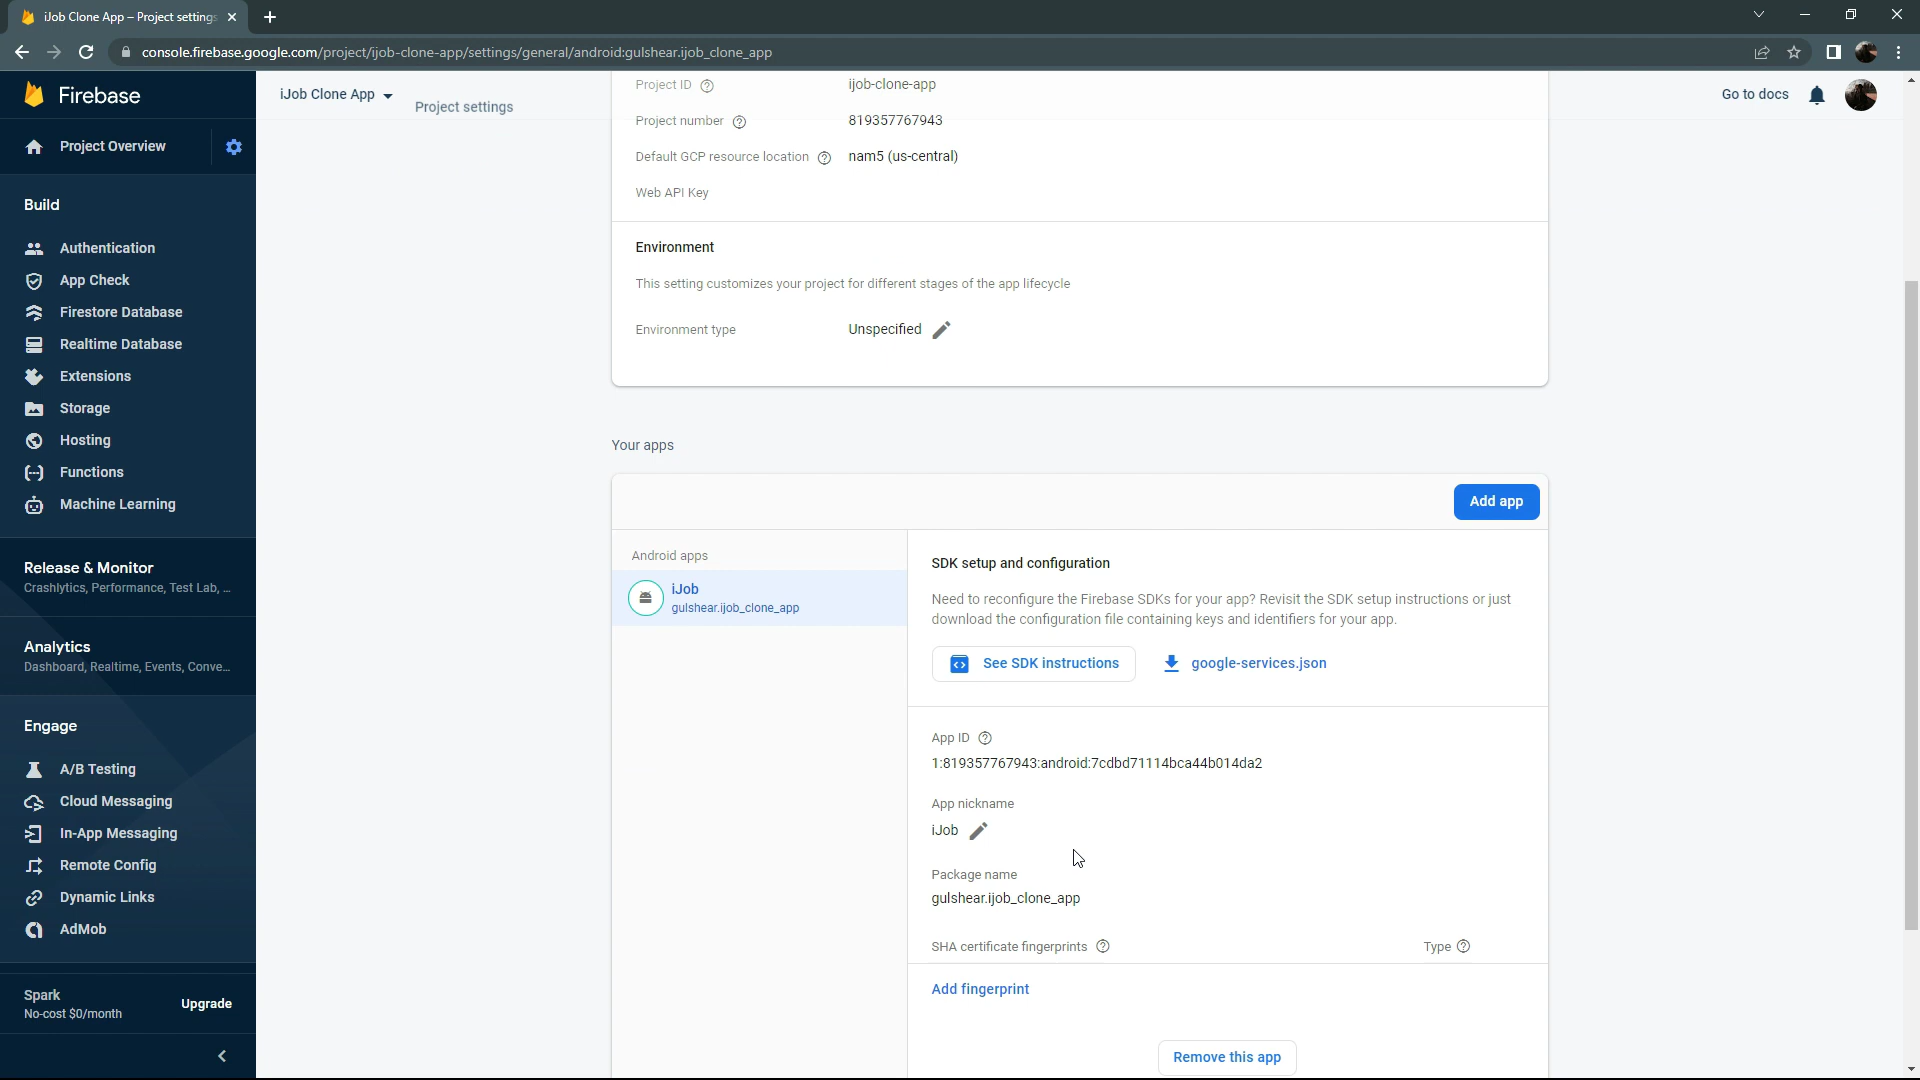 iJob Clone App – Project settings
console.firebase.google.com/project/ijob-clone-app/settings/general/android:gulshear.ijob_clone_app
Firebase
Project Overview
Build
Authentication
App Check
Firestore Database
Realtime Database
Extensions
Storage
Hosting
Functions
Machine Learning
Release & Monitor
Crashlytics, Performance, Test Lab, ...
Analytics
Dashboard, Realtime, Events, Conve...
Engage
A/B Testing
Cloud Messaging
In-App Messaging
Remote Config
Dynamic Links
AdMob
Spark
No-cost $0/month
Upgrade
iJob Clone App
Project settings
Go to docs
Project ID ijob-clone-app
Project number 819357767943
Default GCP resource location nam5 (us-central)
Web API Key
Environment
This setting customizes your project for different stages of the app lifecycle
Environment type Unspecified
Your apps
Add app
Android apps
iJob
gulshear.ijob_clone_app
SDK setup and configuration
Need to reconfigure the Firebase SDKs for your app? Revisit the SDK setup instructions or just
download the configuration file containing keys and identifiers for your app.
See SDK instructions
google-services.json
App ID
1:819357767943:android:7cdbd71114bca44b014da2
App nickname
iJob
Package name
gulshear.ijob_clone_app
SHA certificate fingerprints
Type
Add fingerprint
Remove this app